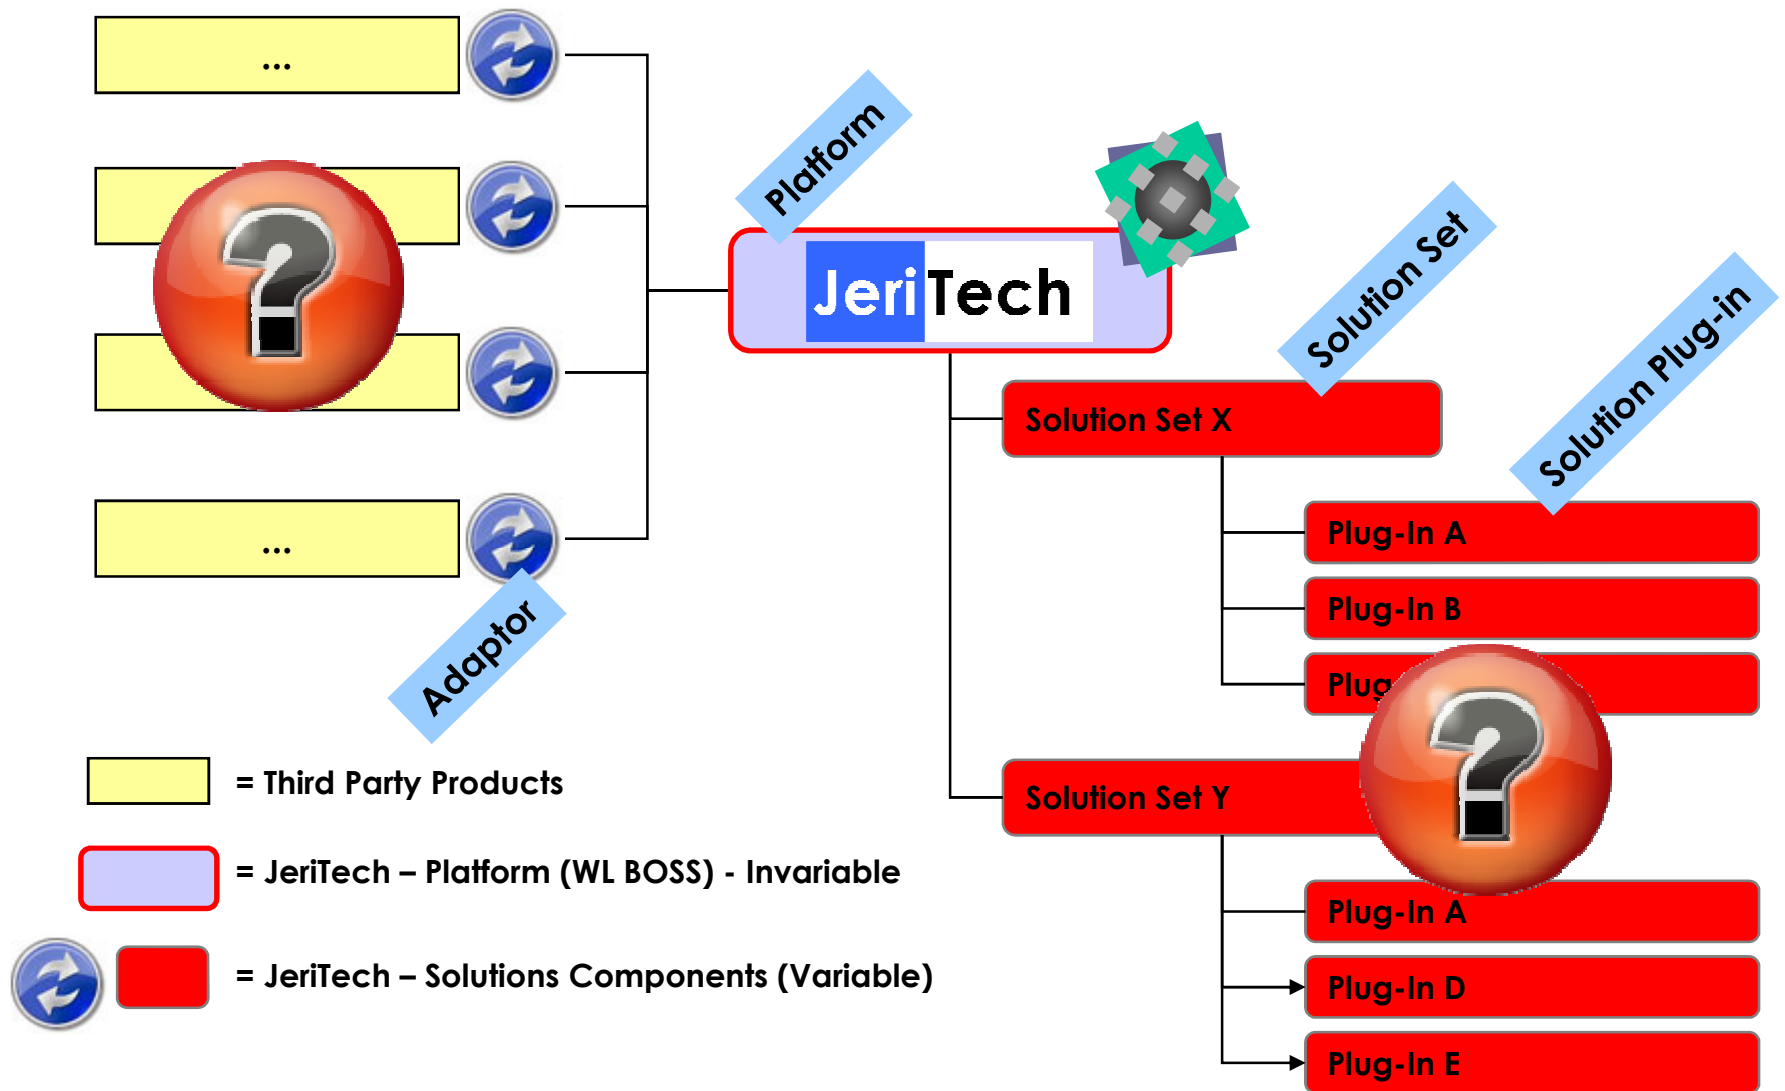 ...
...
Adaptor
Platform
JeriTech
Solution Set
Solution Plug-in
Solution Set X
Plug-In A
Plug-In B
Plug
Solution Set Y
Plug-In A
Plug-In D
Plug-In E
= Third Party Products
= JeriTech – Platform (WL BOSS) - Invariable
= JeriTech – Solutions Components (Variable)